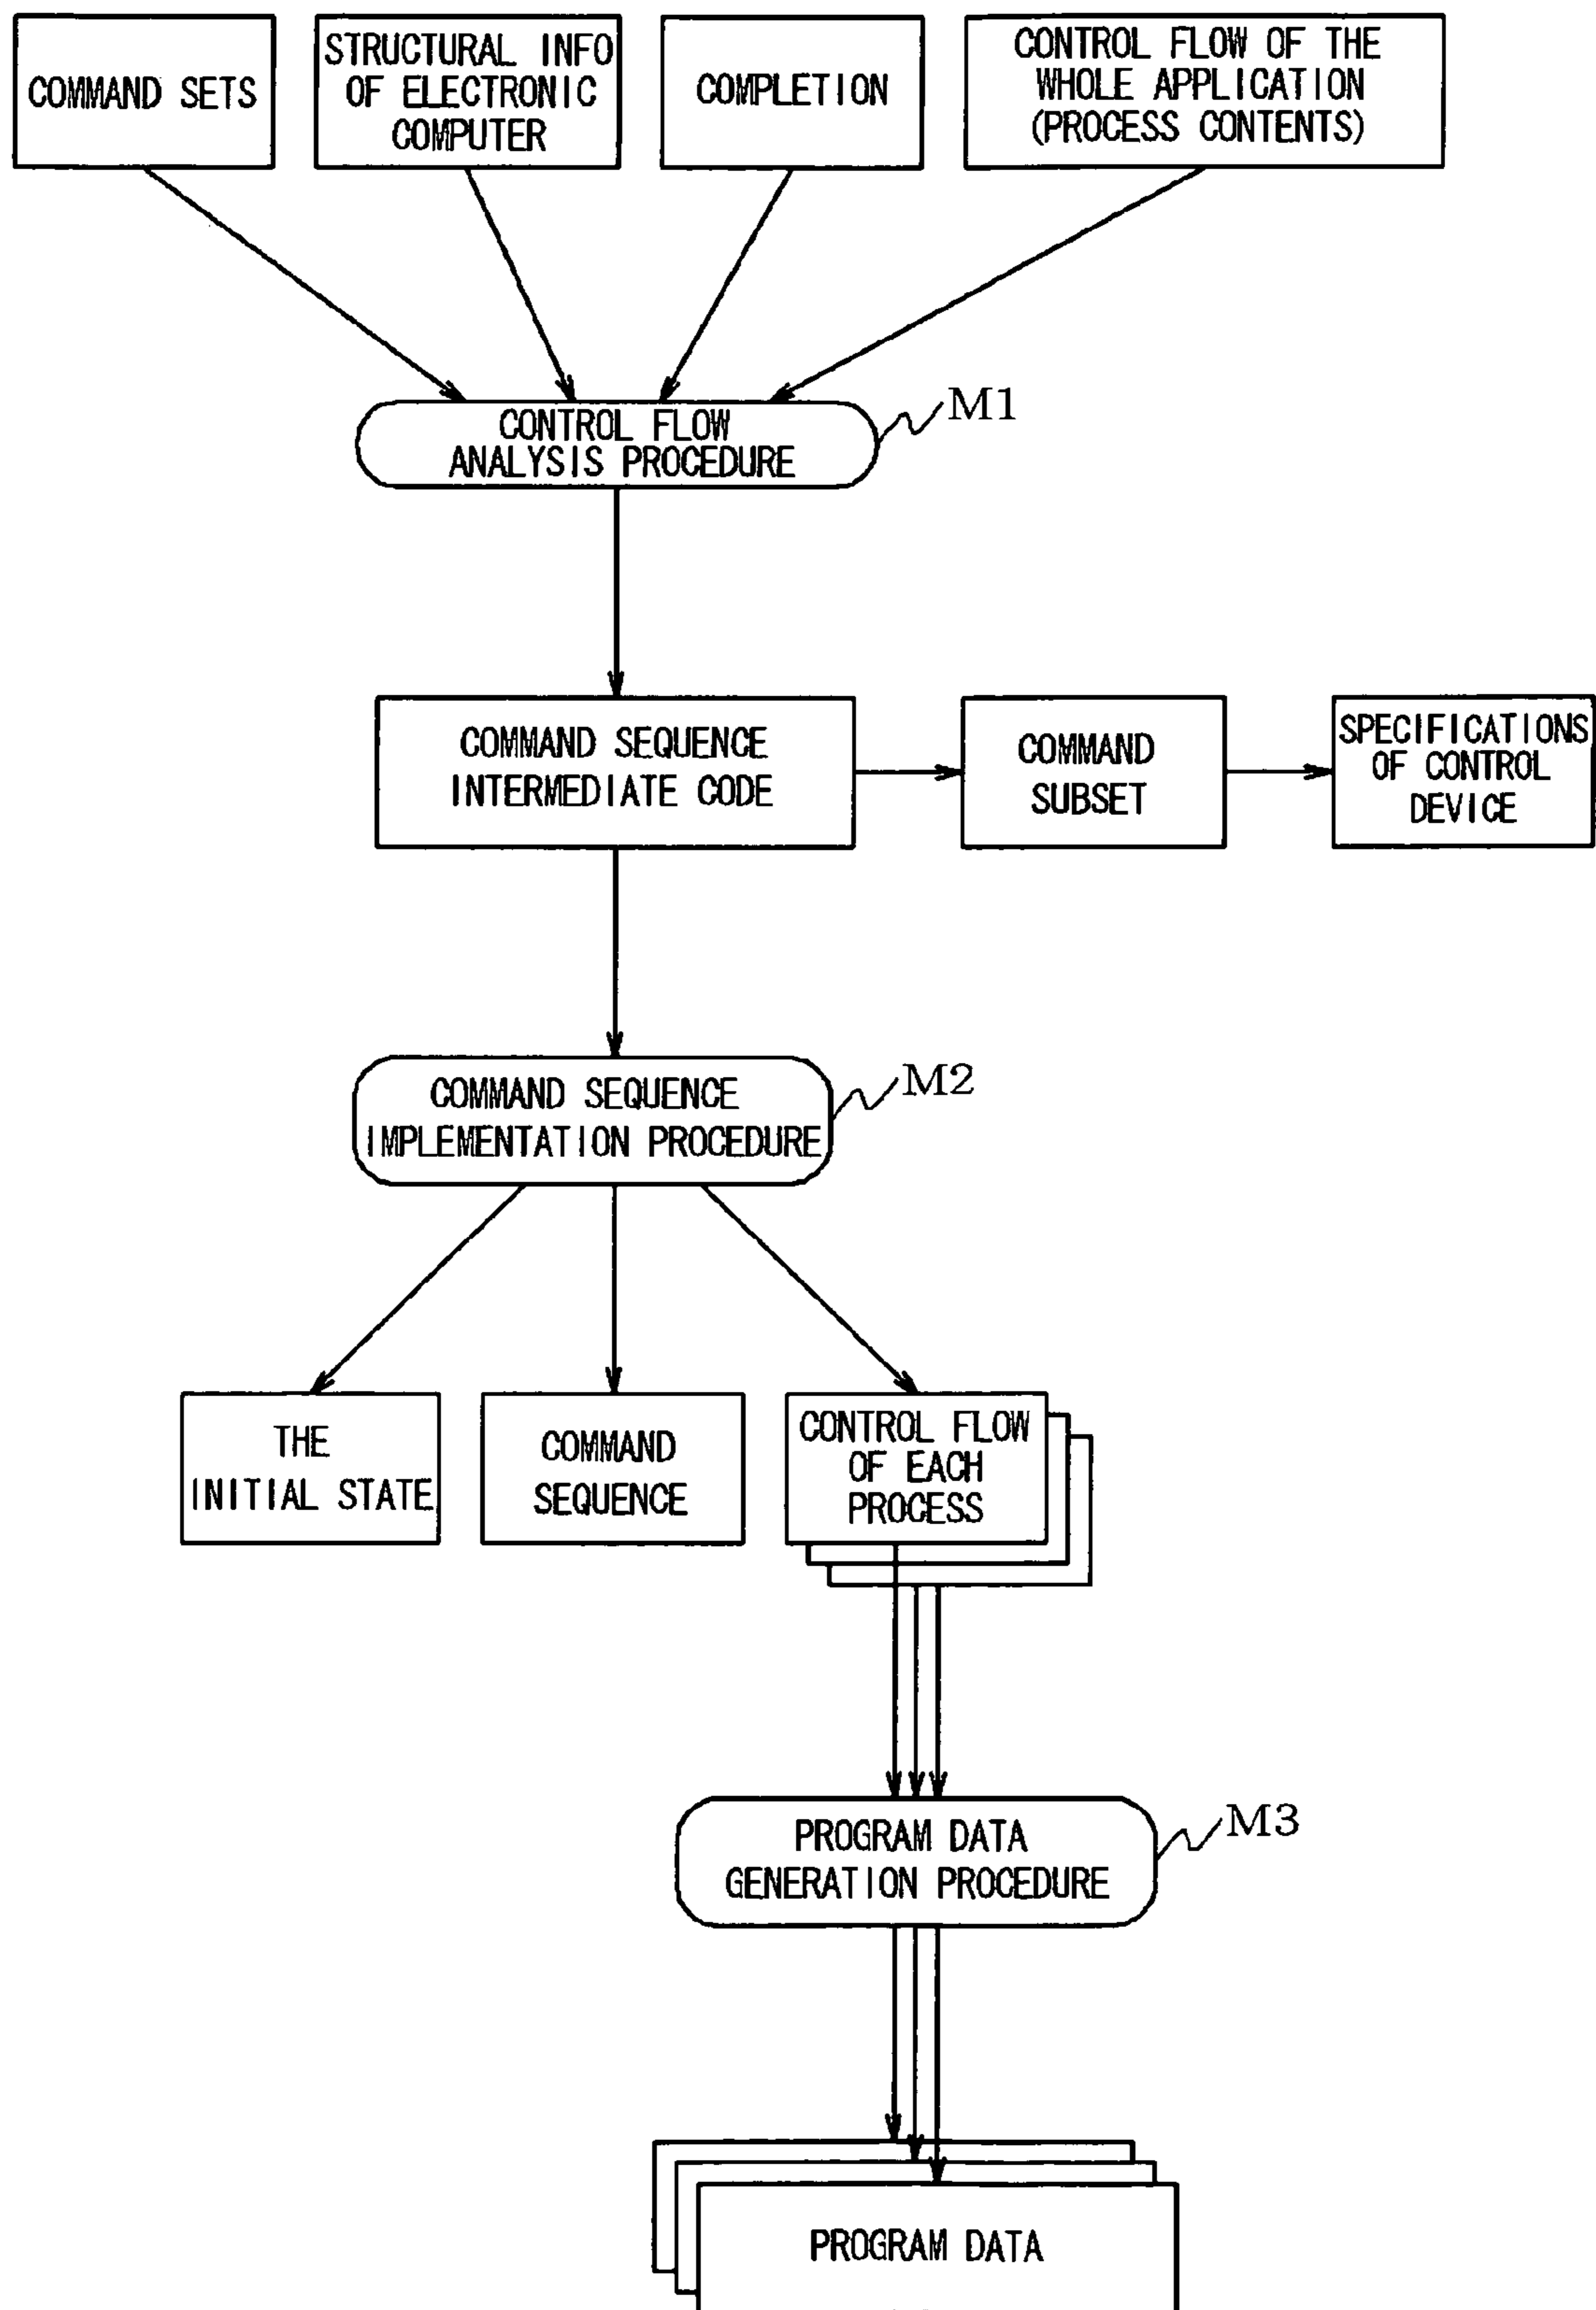 COMMAND SETS
STRUCTURAL INFO
OF ELECTRONIC
COMPUTER
COMPLETION
CONTROL FLOW OF THE
WHOLE APPLICATION
(PROCESS CONTENTS)
CONTROL FLOW
ANALYSIS PROCEDURE
M1
COMMAND SEQUENCE
INTERMEDIATE CODE
COMMAND
SUBSET
SPECIFICATIONS
OF CONTROL
DEVICE
COMMAND SEQUENCE
IMPLEMENTATION PROCEDURE
M2
THE
INITIAL STATE
COMMAND
SEQUENCE
CONTROL FLOW
OF EACH
PROCESS
PROGRAM DATA
GENERATION PROCEDURE
M3
PROGRAM DATA